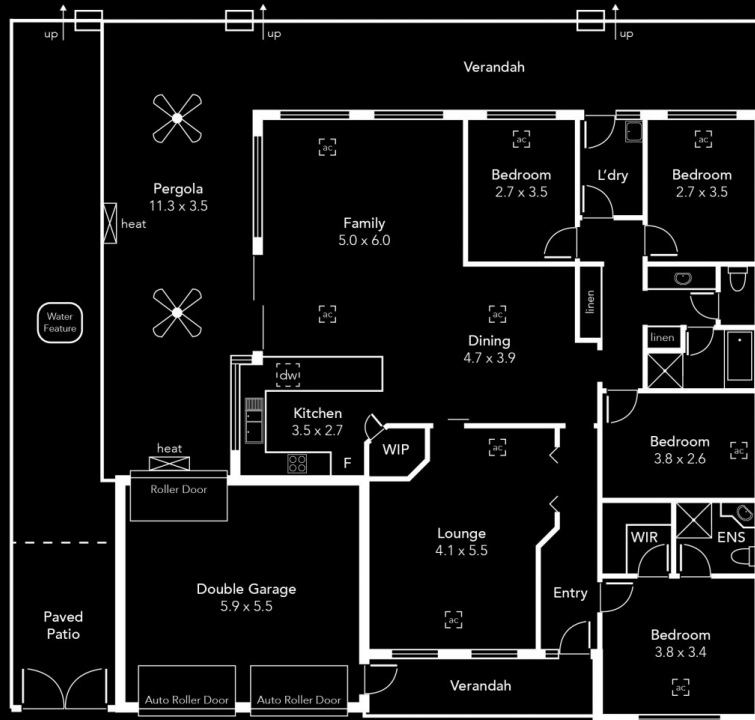 up
up
up
Verandah
ac
ac
ac
Bedroom
2.7 x 3.5
L'dry
Bedroom
2.7 x 3.5
Pergola
11.3 x 3.5
heat
Family
5.0 x 6.0
Water
Feature
ac
ac
linen
linen
Dining
4.7 x 3.9
dw
Kitchen
3.5 x 2.7
F
WIP
ac
Bedroom
3.8 x 2.6
ac
heat
Roller Door
Lounge
4.1 x 5.5
WIR
ENS
Double Garage
5.9 x 5.5
Entry
Paved
Patio
ac
Bedroom
3.8 x 3.4
ac
Verandah
Auto Roller Door
Auto Roller Door